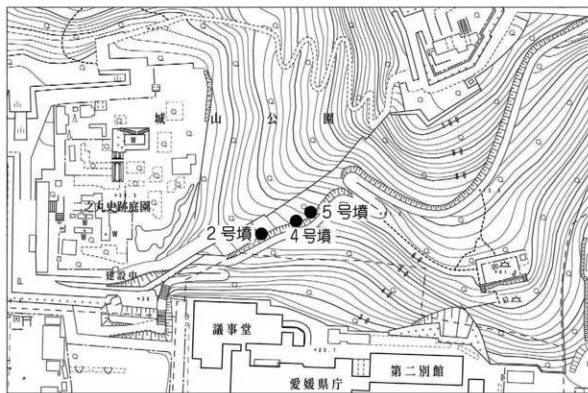 城山公園
二之丸史跡庭園
5号墳
2号墳
4号墳
建設中
議事堂
愛媛県庁
第二別館